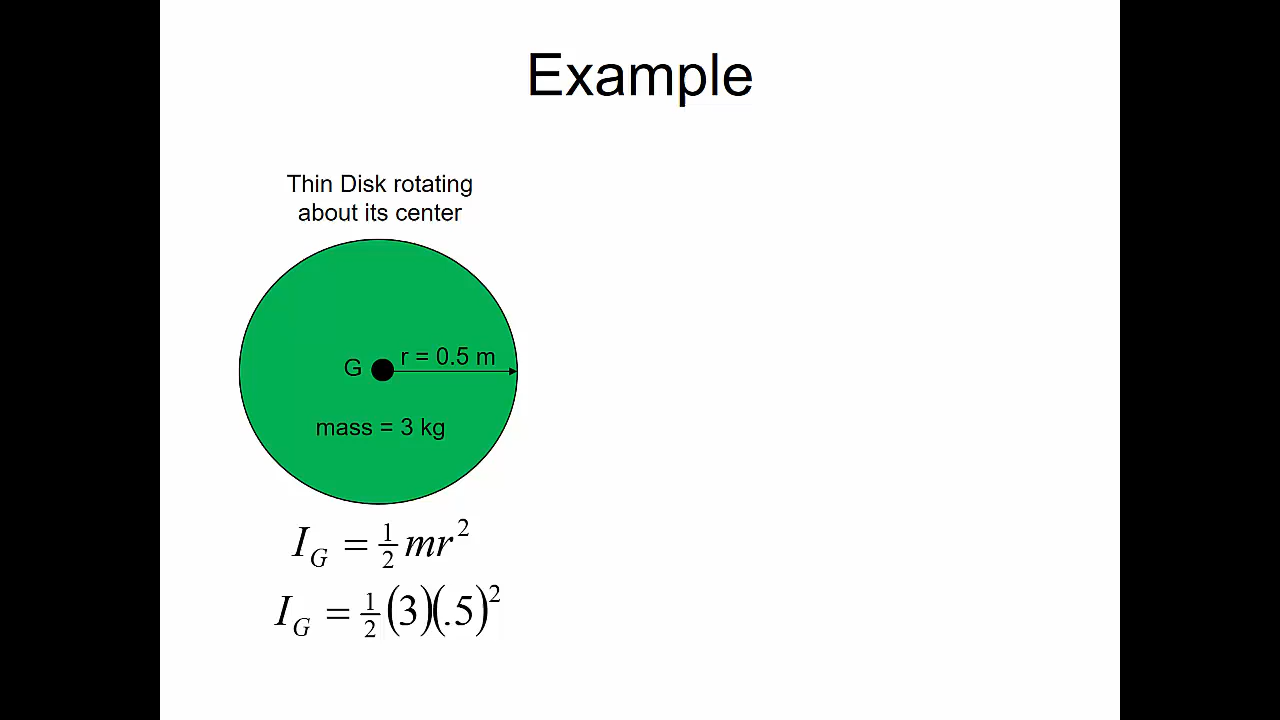 Example
Thin Disk rotating
about its center
G
r = 0.5 m
mass = 3 kg
I_G = ½ mr²
I_G = ½ (3)(.5)²